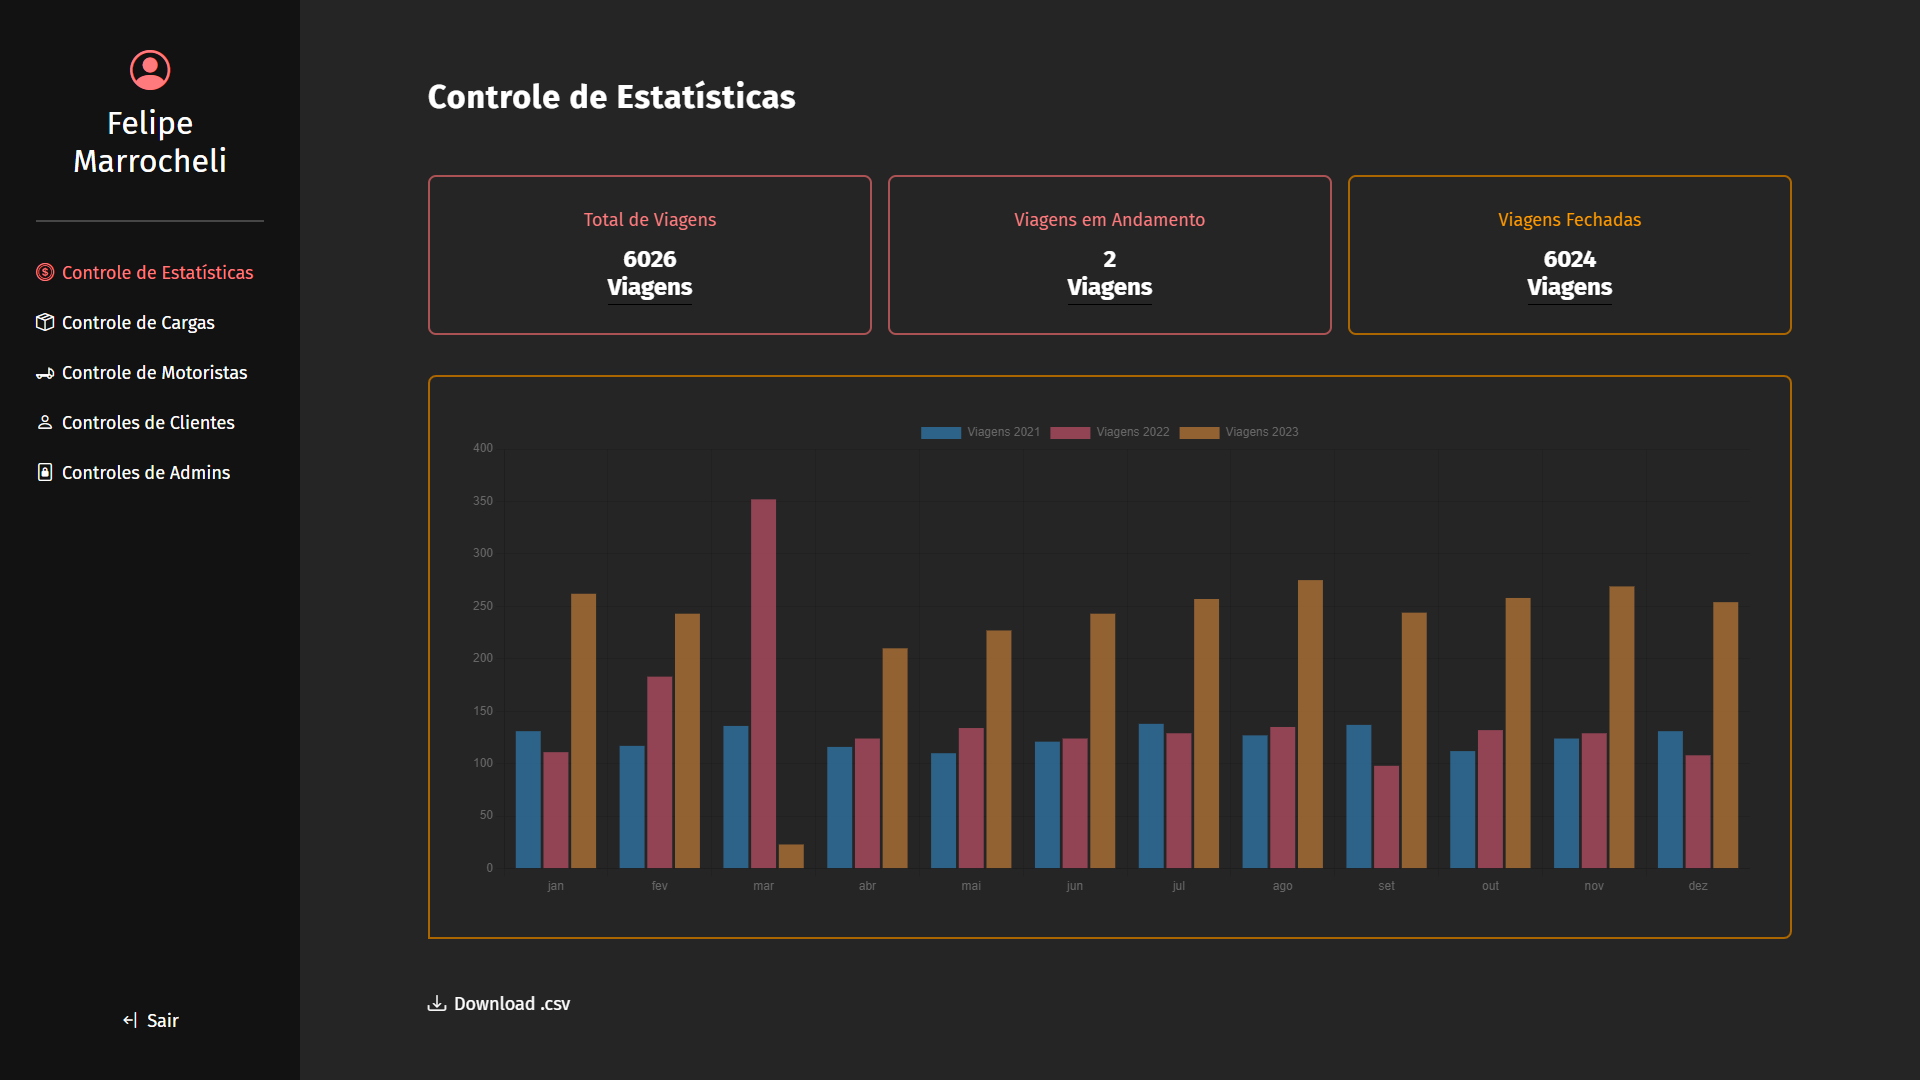 Felipe
Marrocheli
Controle de Estatísticas
Controle de Cargas
Controle de Motoristas
Controles de Clientes
Controles de Admins
Sair
Controle de Estatísticas
Total de Viagens
6026
Viagens
Viagens em Andamento
2
Viagens
Viagens Fechadas
6024
Viagens
Viagens 2021 Viagens 2022 Viagens 2023
400
350
300
250
200
150
100
50
0
jan fev mar abr mai jun jul ago set out nov dez
Download .csv